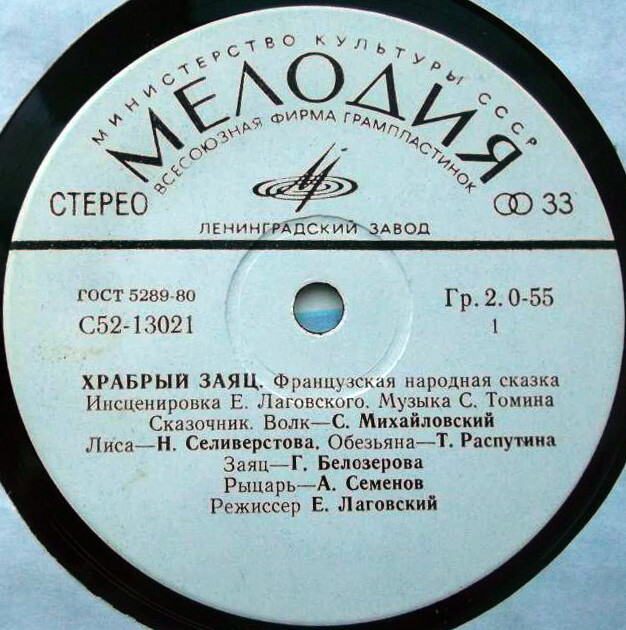 МИНИСТЕРСТВО КУЛЬТУРЫ СССР
МЕЛОДИЯ
ВСЕСОЮЗНАЯ ФИРМА ГРАМПЛАСТИНОК
СТЕРЕО
33
ЛЕНИНГРАДСКИЙ ЗАВОД
ГОСТ 5289-80
Гр. 2. 0-55
С52-13021
1
ХРАБРЫЙ ЗАЯЦ. Французская народная сказка
Инсценировка Е. Лаговского. Музыка С. Томина
Сказочник. Волк—С. Михайловский
Лиса—Н. Селиверстова. Обезьяна—Т. Распутина
Заяц—Г. Белозерова
Рыцарь—А. Семенов
Режиссер Е. Лаговский